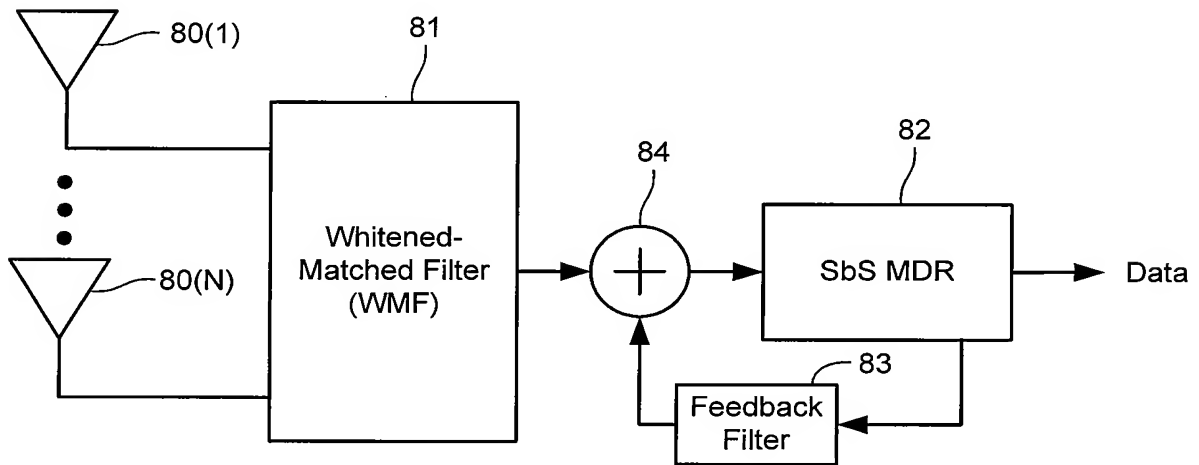 80(1)
81
80(N)
Whitened-
Matched Filter
(WMF)
84
82
SbS MDR
Data
83
Feedback
Filter